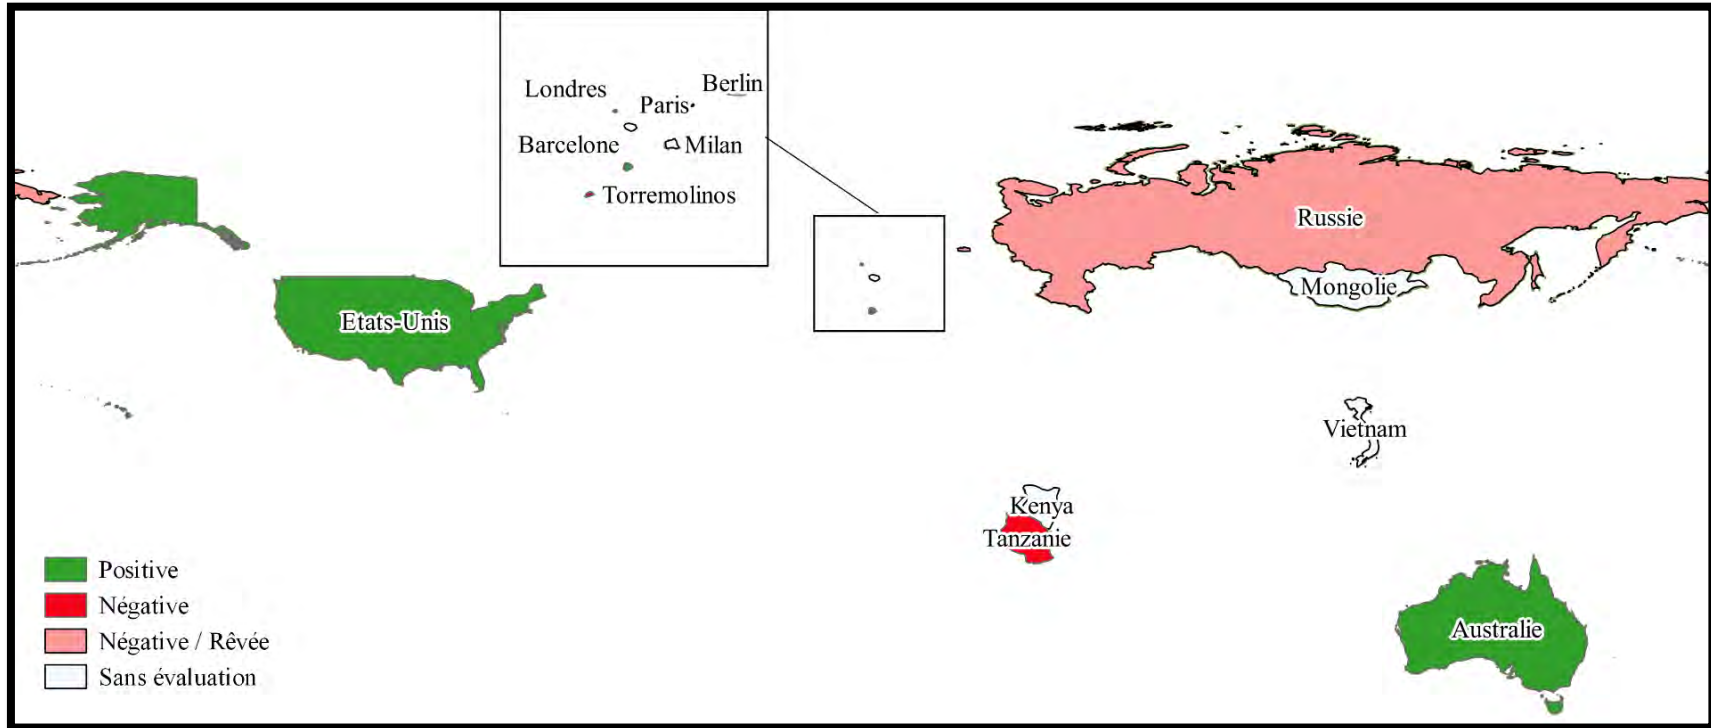 Londres
Berlin
Paris
Barcelone
Milan
Torremolinos
Russie
Mongolie
Etats-Unis
Vietnam
Kenya
Tanzanie
Australie
Positive
Négative
Négative / Rêvée
Sans évaluation